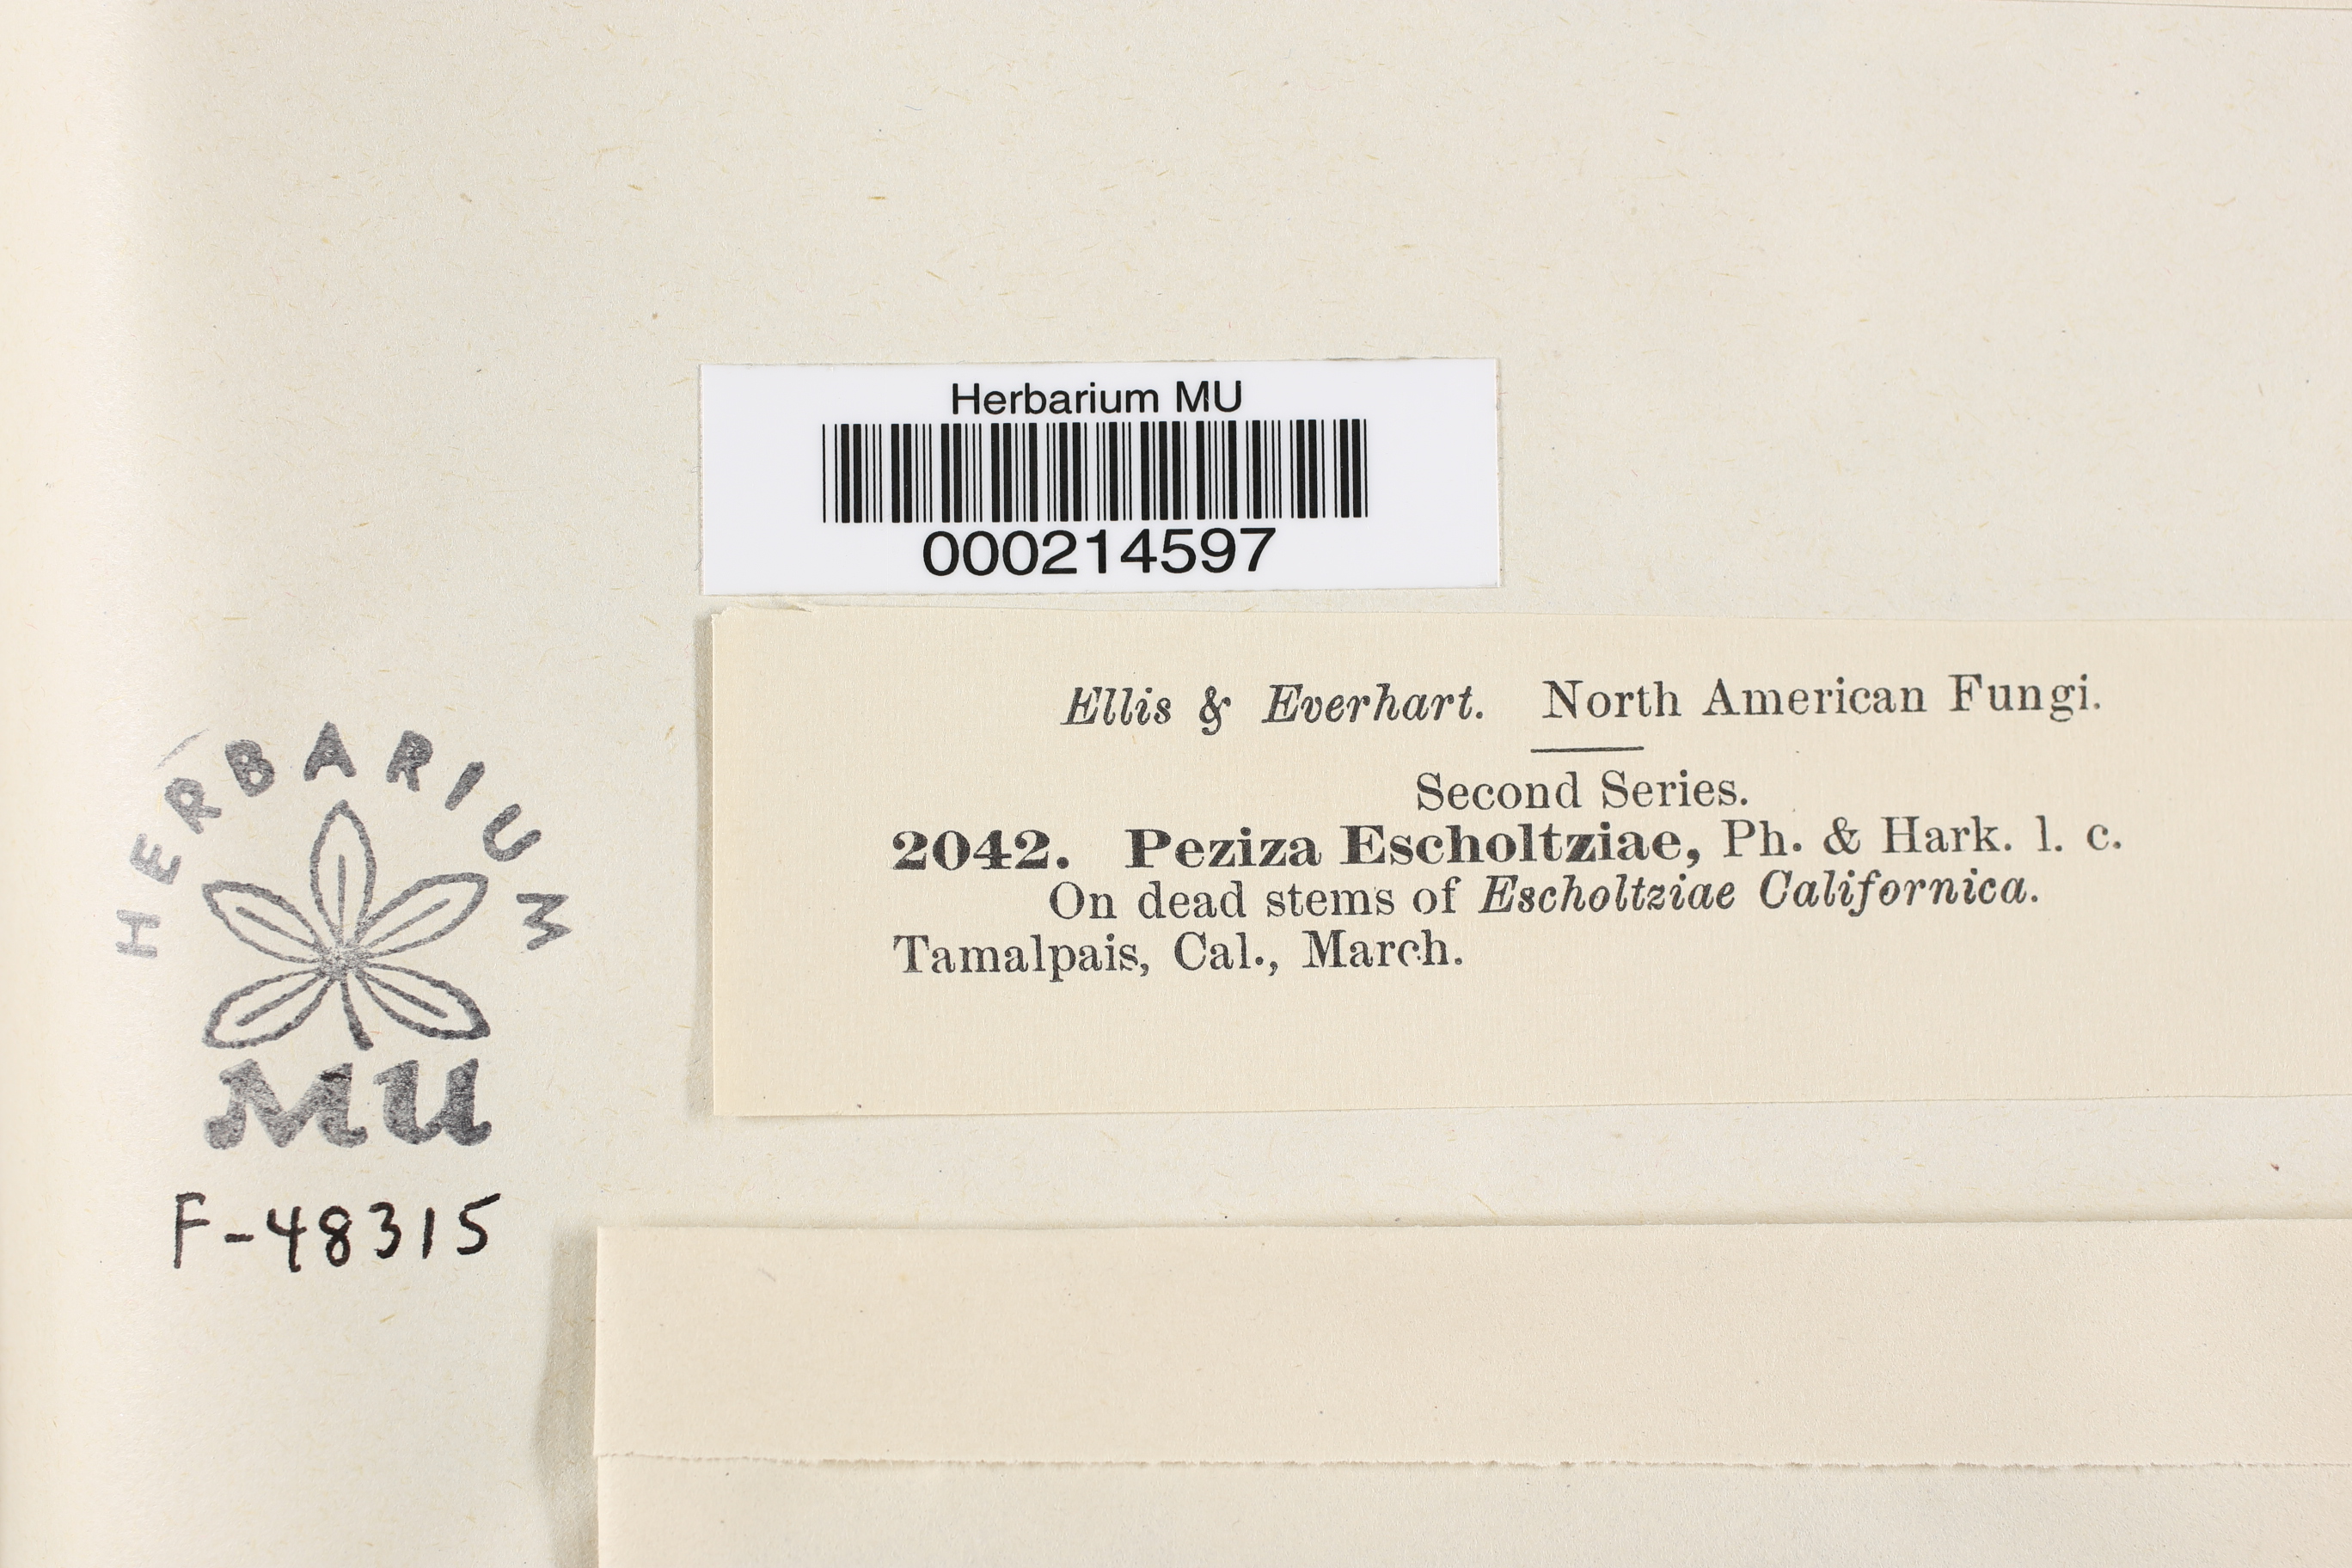 Herbarium MU
000214597
Ellis & Everhart. North American Fungi.
Second Series.
2042. Peziza Escholtziae, Ph. & Hark. l. c.
On dead stems of Escholtziae Californica.
Tamalpais, Cal., March.
HERBARIUM
MU
F-48315